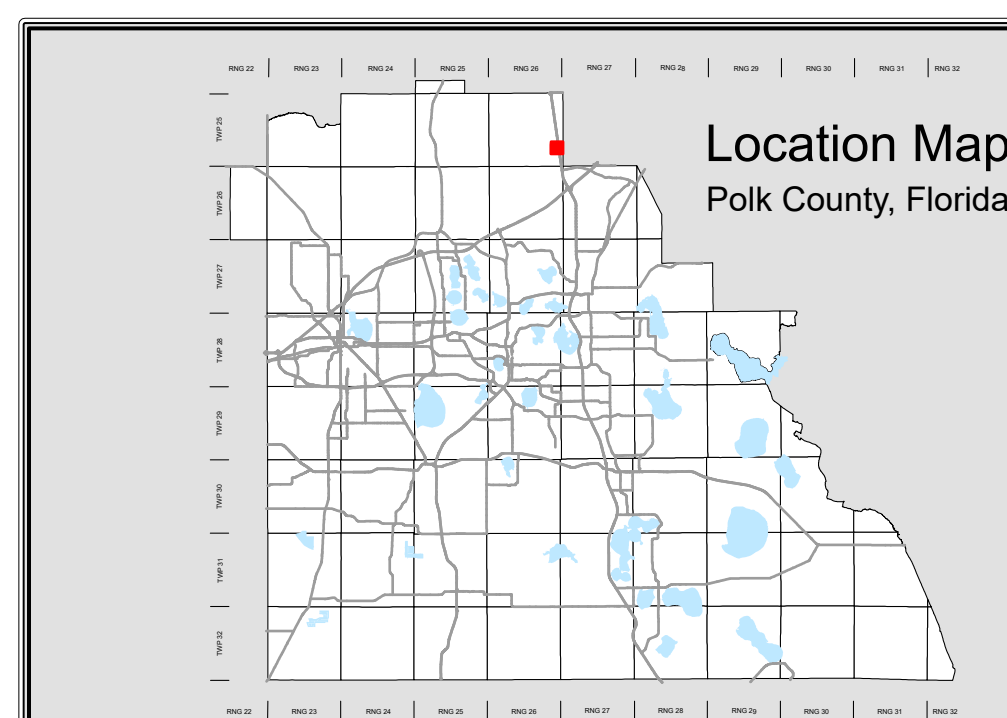 RNG 22 RNG 23 RNG 24 RNG 25 RNG 26 RNG 27 RNG 28 RNG 29 RNG 30 RNG 31 RNG 32
Location Map
Polk County, Florida
TWP 25
TWP 26
TWP 27
TWP 28
TWP 29
TWP 30
TWP 31
TWP 32
RNG 22 RNG 23 RNG 24 RNG 25 RNG 26 RNG 27 RNG 28 RNG 29 RNG 30 RNG 31 RNG 32